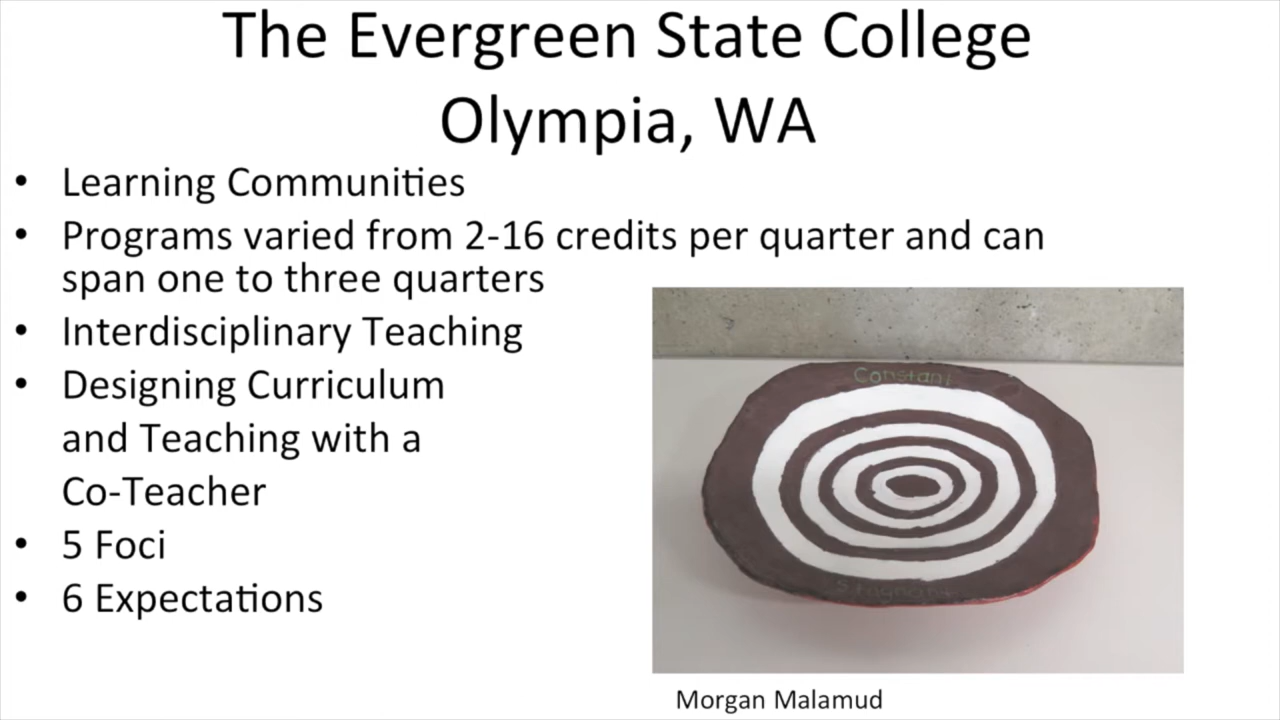 The Evergreen State College
Olympia, WA
• Learning Communities
• Programs varied from 2-16 credits per quarter and can
span one to three quarters
• Interdisciplinary Teaching
• Designing Curriculum
and Teaching with a
Co-Teacher
• 5 Foci
• 6 Expectations
Constant
Stagnant
Morgan Malamud